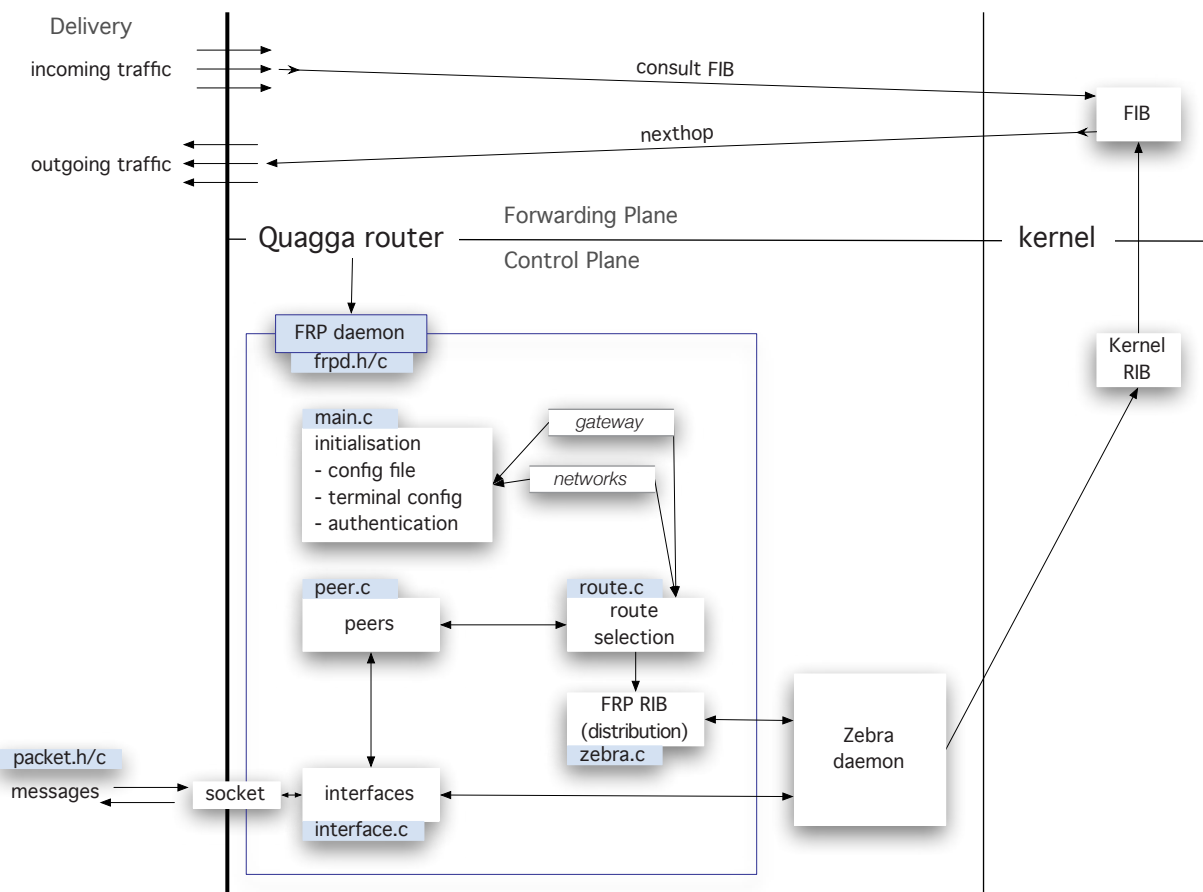 Delivery
incoming traffic
consult FIB
FIB
nexthop
outgoing traffic
Forwarding Plane
Quagga router
kernel
Control Plane
FRP daemon
frpd.h/c
Kernel
RIB
main.c
initialisation
- config file
- terminal config
- authentication
gateway
networks
peer.c
peers
route.c
route
selection
FRP RIB
(distribution)
zebra.c
Zebra
daemon
packet.h/c
messages
socket
interfaces
interface.c